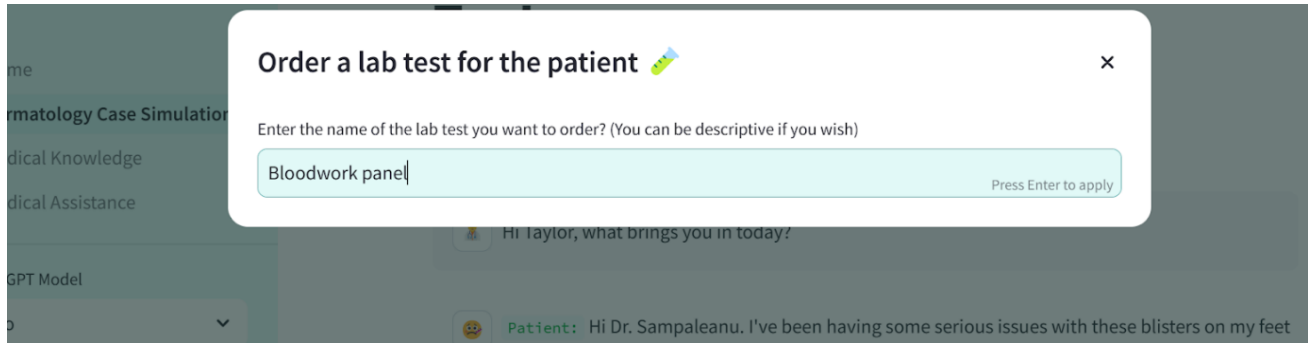 Order a lab test for the patient
Enter the name of the lab test you want to order? (You can be descriptive if you wish)
Bloodwork panel
Press Enter to apply
me
rmatology Case Simulation
dical Knowledge
dical Assistance
GPT Model
o
Hi Taylor, what brings you in today?
Patient: Hi Dr. Sampaleanu. I've been having some serious issues with these blisters on my feet